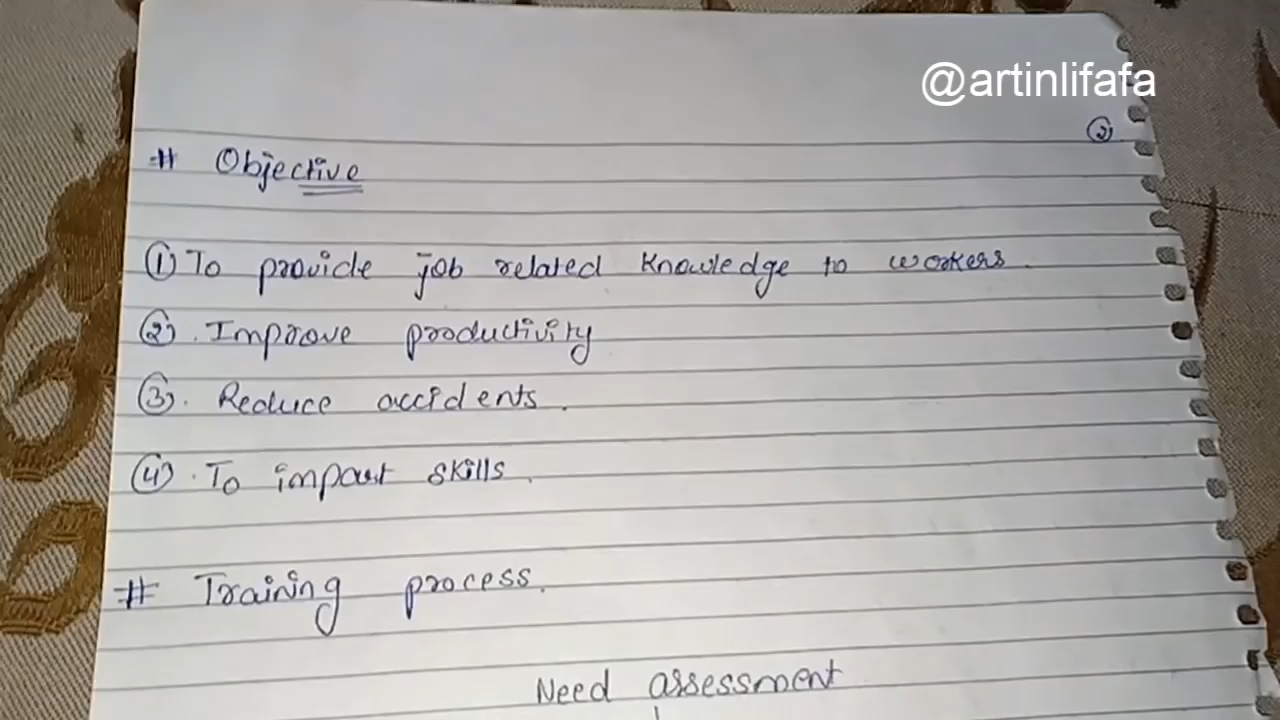 @artinlifafa
②
# Objective
① To provide job related knowledge to workers.
② . Improve productivity
③ . Reduce accidents.
④ . To impart skills.
# Training process.
Need assessment